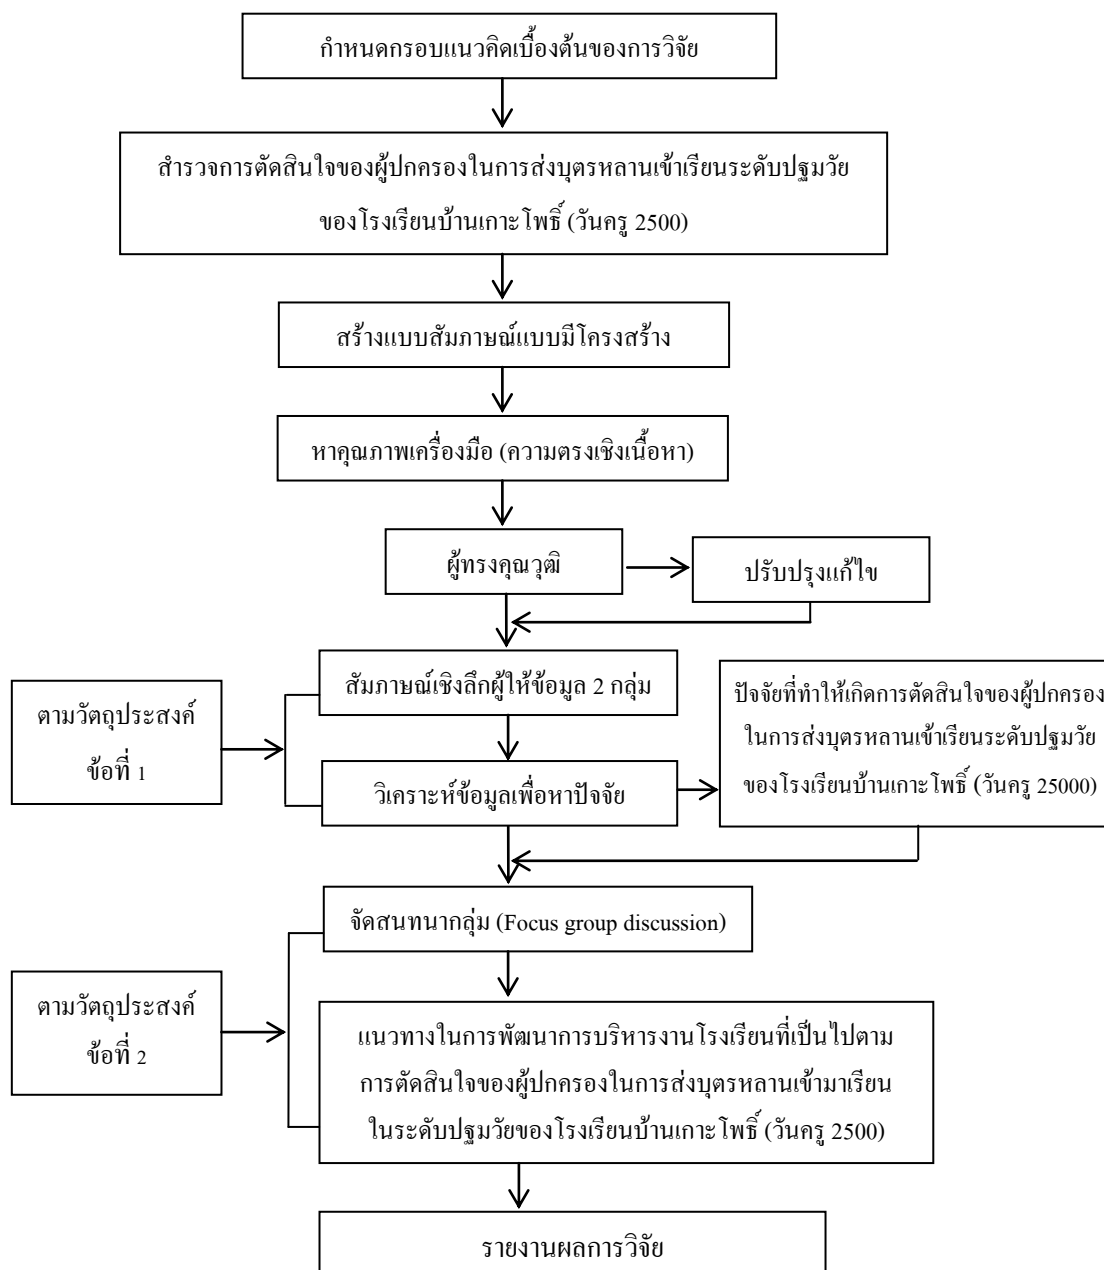 กำหนดกรอบแนวคิดเบื้องต้นของการวิจัย
สำรวจการตัดสินใจของผู้ปกครองในการส่งบุตรหลานเข้าเรียนระดับปฐมวัย
ของโรงเรียนบ้านเกาะโพธิ์ (วันครู 2500)
สร้างแบบสัมภาษณ์แบบมีโครงสร้าง
หาคุณภาพเครื่องมือ (ความตรงเชิงเนื้อหา)
ผู้ทรงคุณวุฒิ
ปรับปรุงแก้ไข
ตามวัตถุประสงค์
ข้อที่ 1
สัมภาษณ์เชิงลึกผู้ให้ข้อมูล 2 กลุ่ม
วิเคราะห์ข้อมูลเพื่อหาปัจจัย
ปัจจัยที่ทำให้เกิดการตัดสินใจของผู้ปกครอง
ในการส่งบุตรหลานเข้าเรียนระดับปฐมวัย
ของโรงเรียนบ้านเกาะโพธิ์ (วันครู 25000)
จัดสนทนากลุ่ม (Focus group discussion)
ตามวัตถุประสงค์
ข้อที่ 2
แนวทางในการพัฒนาการบริหารงานโรงเรียนที่เป็นไปตาม
การตัดสินใจของผู้ปกครองในการส่งบุตรหลานเข้ามาเรียน
ในระดับปฐมวัยของโรงเรียนบ้านเกาะโพธิ์ (วันครู 2500)
รายงานผลการวิจัย